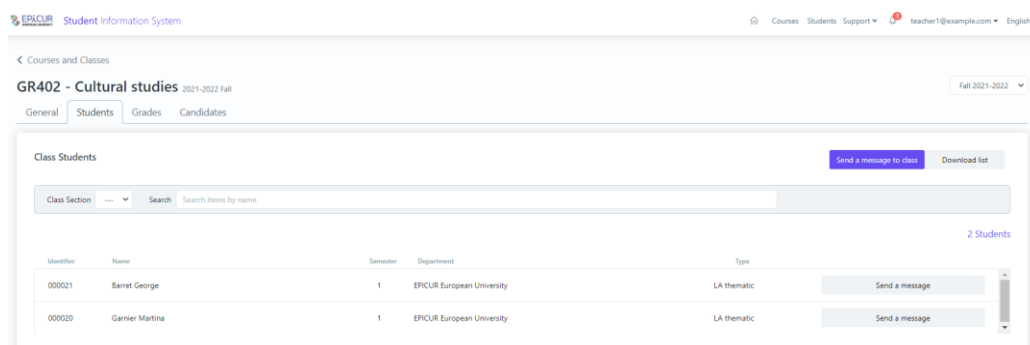 EPICUR Student Information System Courses Students Support teacher1@example.com English
Courses and Classes
GR402 - Cultural studies 2021-2022 Fall Fall 2021-2022
General Students Grades Candidates
Class Students Send a message to class Download list
Class Section --- Search Search items by name
2 Students
Identifier Name Semester Department Type
000021 Barret George 1 EPICUR European University LA thematic Send a message
000020 Garnier Martina 1 EPICUR European University LA thematic Send a message